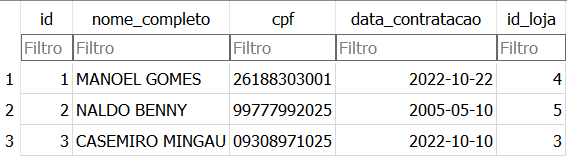 id nome_completo cpf data_contratacao id_loja
Filtro Filtro Filtro Filtro Filtro
1 1 MANOEL GOMES 26188303001 2022-10-22 4
2 2 NALDO BENNY 99777992025 2005-05-10 5
3 3 CASEMIRO MINGAU 09308971025 2022-10-10 3